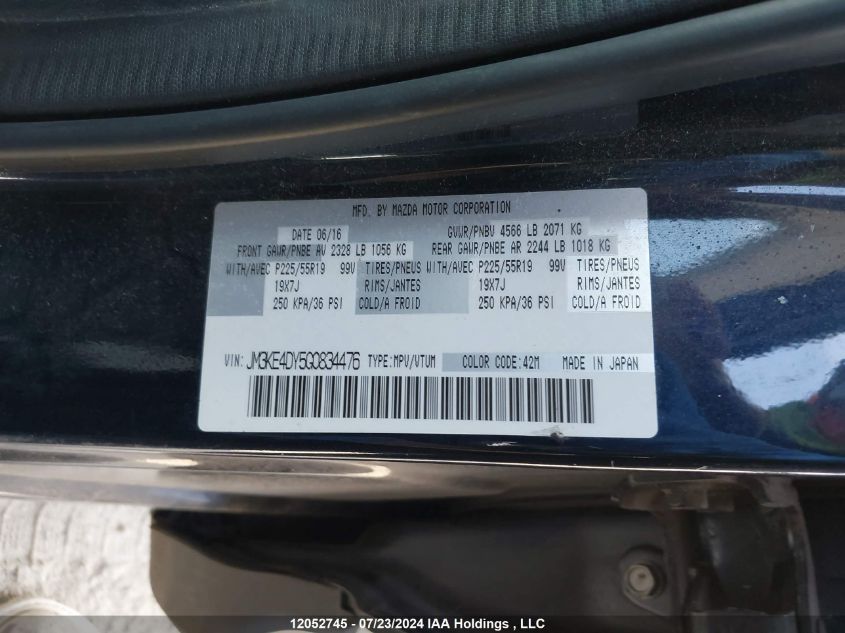 MFD. BY MAZDA MOTOR CORPORATION
DATE 06/16 GVWR/PNBV 4566 LB 2071 KG
FRONT GAWR/PNBE AV 2328 LB 1056 KG REAR GAWR/PNBE AR 2244 LB 1018 KG
WITH/AVEC P225/55R19 99V TIRES/PNEUS WITH/AVEC P225/55R19 99V TIRES/PNEUS
19X7J RIMS/JANTES 19X7J RIMS/JANTES
250 KPA/36 PSI COLD/A FROID 250 KPA/36 PSI COLD/A FROID
VIN: JM3KE4DY5G0834476 TYPE:MPV/VTUM COLOR CODE:42M MADE IN JAPAN
12052745 - 07/23/2024 IAA Holdings , LLC